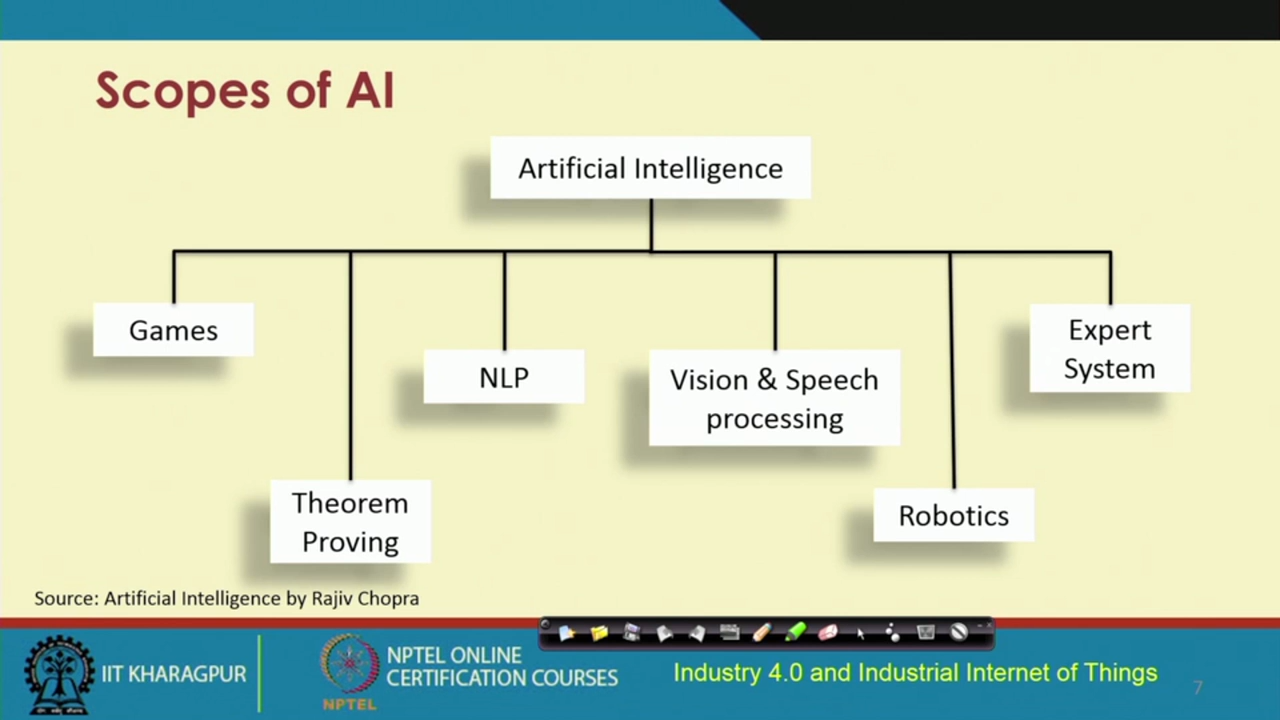 Scopes of AI
Artificial Intelligence
Games
Theorem
Proving
NLP
Vision & Speech
processing
Robotics
Expert
System
Source: Artificial Intelligence by Rajiv Chopra
IIT KHARAGPUR
NPTEL
NPTEL ONLINE
CERTIFICATION COURSES
Industry 4.0 and Industrial Internet of Things
7